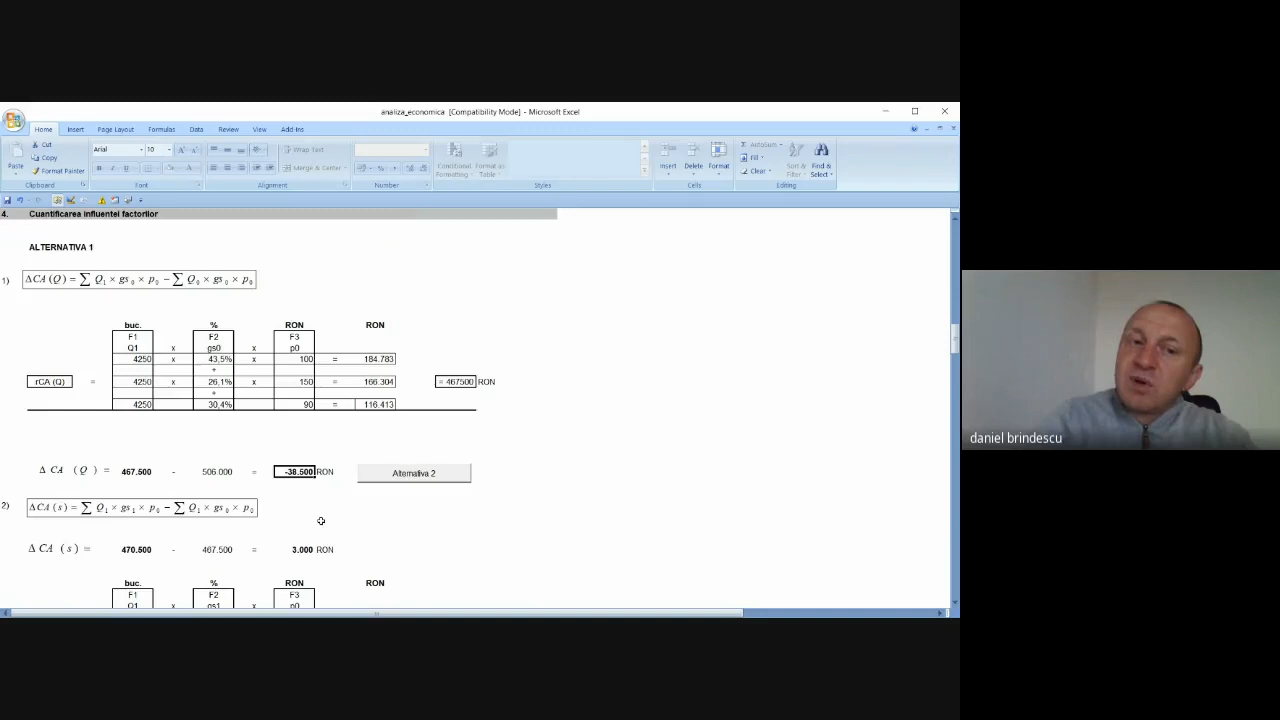 analiza_economica [Compatibility Mode] - Microsoft Excel
Home Insert Page Layout Formulas Data Review View Add-Ins
Paste
Cut
Copy
Format Painter
Clipboard
Arial 10
B I U
Font
Wrap Text
Merge & Center
Alignment
Number
Conditional Formatting
Format as Table
Styles
Insert Delete Format
Cells
AutoSum
Fill
Clear
Sort & Filter
Find & Select
Editing
4. Cuantificarea influentei factorilor
ALTERNATIVA 1
1) ΔCA (Q) = ∑ Q₁ × gs₀ × p₀ − ∑ Q₀ × gs₀ × p₀
buc. % RON RON
F1 F2 F3
Q1 x gs0 x p0
4250 x 43,5% x 100 = 184.783
+
rCA (Q) = 4250 x 26,1% x 150 = 166.304 = 467500 RON
+
4250 30,4% 90 = 116.413
Δ CA ( Q ) = 467.500 - 506.000 = -38.500 RON Alternativa 2
2) ΔCA (s) = ∑ Q₁ × gs₁ × p₀ − ∑ Q₁ × gs₀ × p₀
Δ CA ( s ) = 470.500 - 467.500 = 3.000 RON
buc. % RON RON
F1 F2 F3
Q1 x gs1 x p0
daniel brindescu